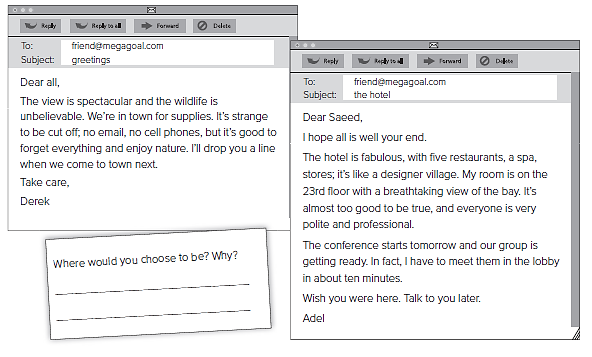 Reply Reply to all Forward Delete
To: friend@megagoal.com
Subject: greetings
Dear all,
The view is spectacular and the wildlife is
unbelievable. We're in town for supplies. It's strange
to be cut off; no email, no cell phones, but it's good to
forget everything and enjoy nature. I'll drop you a line
when we come to town next.
Take care,
Derek
Where would you choose to be? Why?
Reply Reply to all Forward Delete
To: friend@megagoal.com
Subject: the hotel
Dear Saeed,
I hope all is well your end.
The hotel is fabulous, with five restaurants, a spa,
stores; it's like a designer village. My room is on the
23rd floor with a breathtaking view of the bay. It's
almost too good to be true, and everyone is very
polite and professional.
The conference starts tomorrow and our group is
getting ready. In fact, I have to meet them in the lobby
in about ten minutes.
Wish you were here. Talk to you later.
Adel